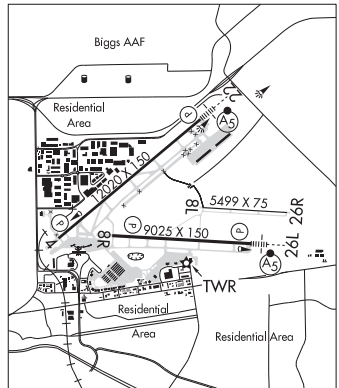 Biggs AAF
Residential
Area
P
22
A5
12020 X 150
P
4
P
8R
9025 X 150
P
8L
5499 X 75
26R
26L
A5
TWR
Residential
Area
Residential Area